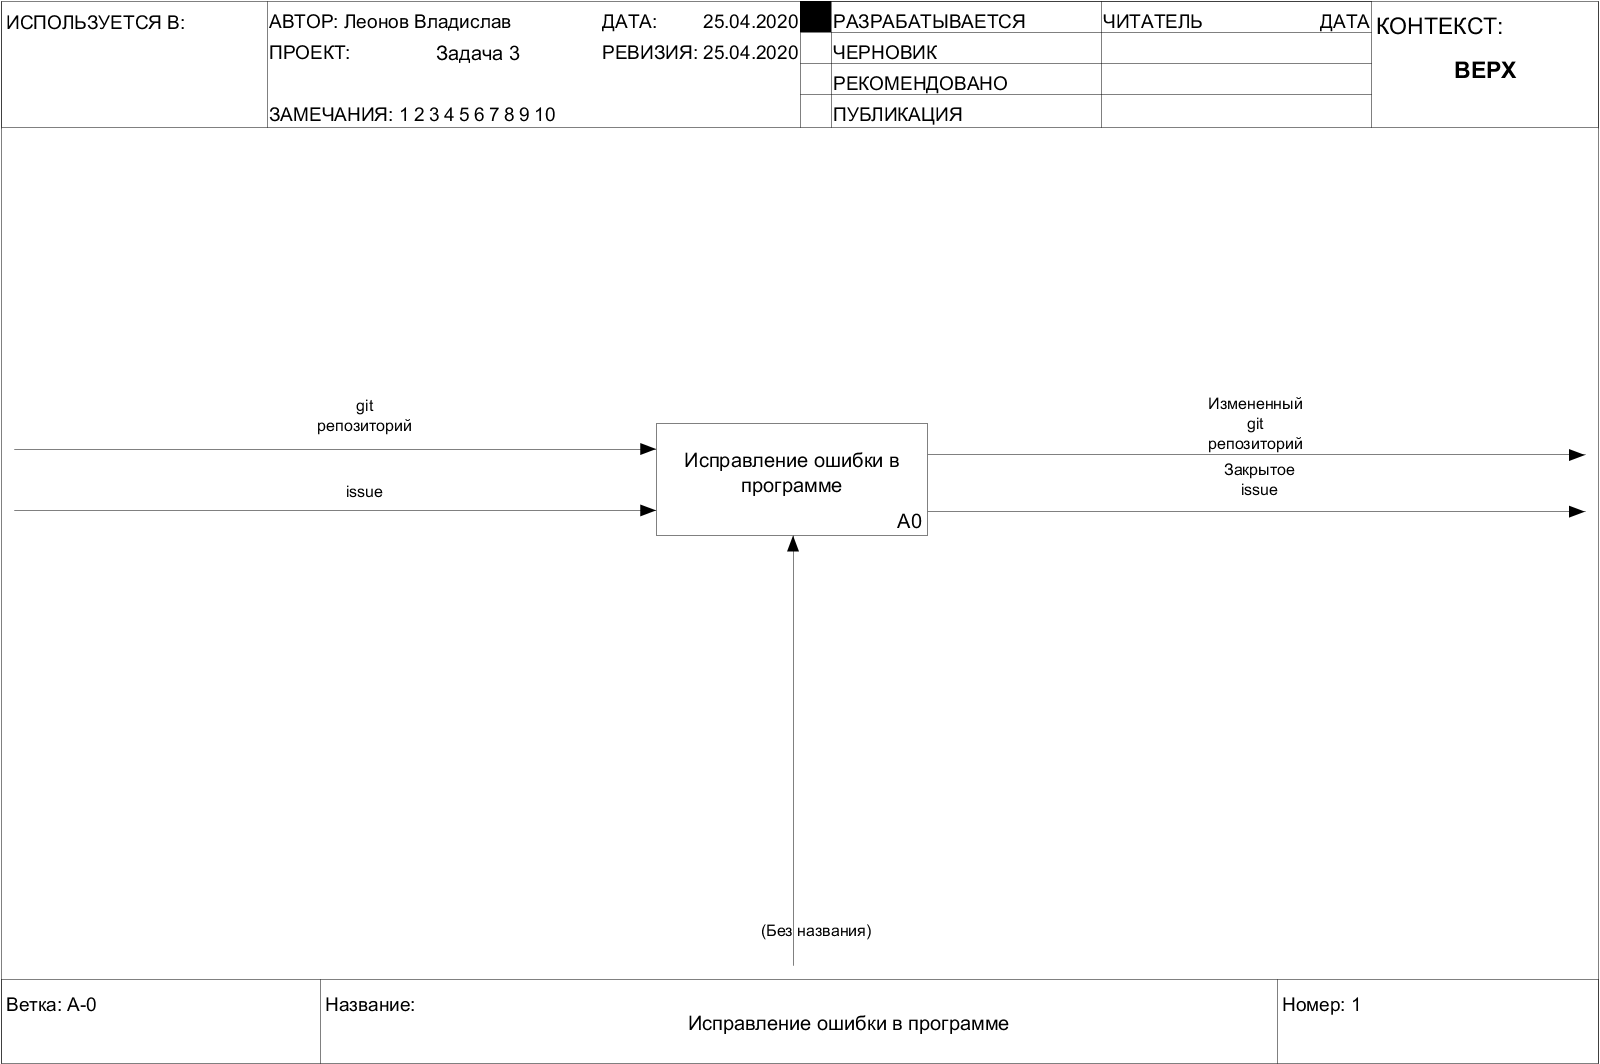 ИСПОЛЬЗУЕТСЯ В:
АВТОР: Леонов Владислав
ДАТА: 25.04.2020
ПРОЕКТ: Задача 3
РЕВИЗИЯ: 25.04.2020
ЗАМЕЧАНИЯ: 1 2 3 4 5 6 7 8 9 10
РАЗРАБАТЫВАЕТСЯ
ЧЕРНОВИК
РЕКОМЕНДОВАНО
ПУБЛИКАЦИЯ
ЧИТАТЕЛЬ
ДАТА
КОНТЕКСТ:
ВЕРХ
git
репозиторий
issue
Исправление ошибки в
программе
A0
Измененный
git
репозиторий
Закрытое
issue
(Без названия)
Ветка: A-0
Название:
Исправление ошибки в программе
Номер: 1